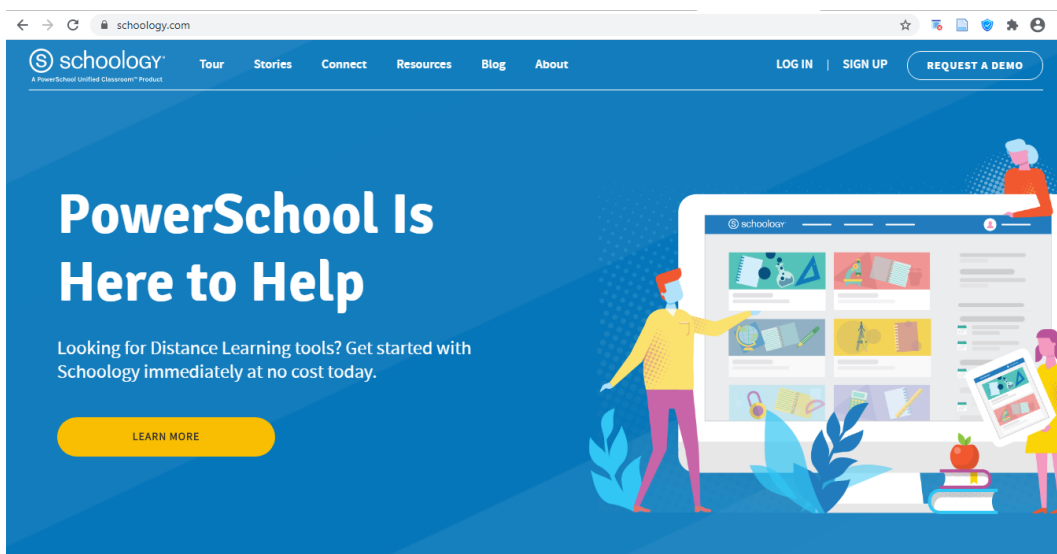 schoology.com
S schoology
A PowerSchool Unified Classroom™ Product
Tour Stories Connect Resources Blog About
LOG IN | SIGN UP REQUEST A DEMO
PowerSchool Is
Here to Help
Looking for Distance Learning tools? Get started with
Schoology immediately at no cost today.
LEARN MORE
S schoology